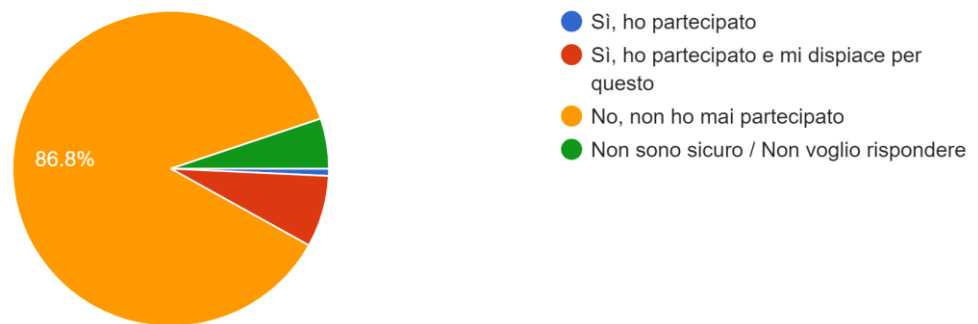 86.8%
Sì, ho partecipato
Sì, ho partecipato e mi dispiace per
questo
No, non ho mai partecipato
Non sono sicuro / Non voglio rispondere